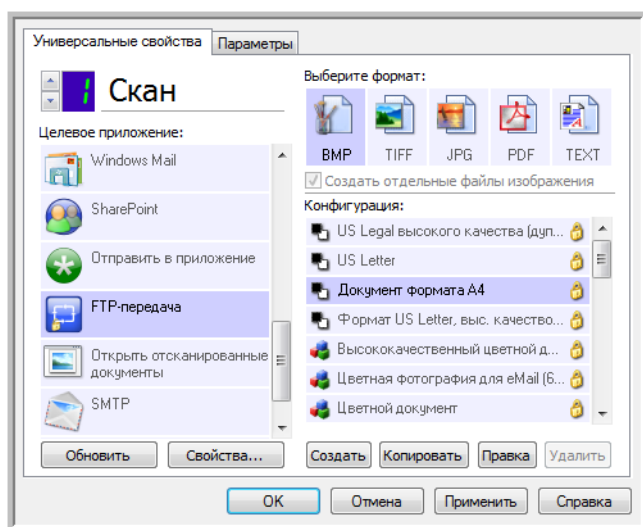 Универсальные свойства
Параметры
1
Скан
Целевое приложение:
Windows Mail
SharePoint
Отправить в приложение
FTP-передача
Открыть отсканированные
документы
SMTP
Обновить
Свойства...
Выберите формат:
BMP
TIFF
JPG
PDF
TEXT
Создать отдельные файлы изображения
Конфигурация:
US Legal высокого качества (дуп...
US Letter
Документ формата A4
Формат US Letter, выс. качество...
Высококачественный цветной д...
Цветная фотография для eMail (6...
Цветной документ
Создать
Копировать
Правка
Удалить
OK
Отмена
Применить
Справка